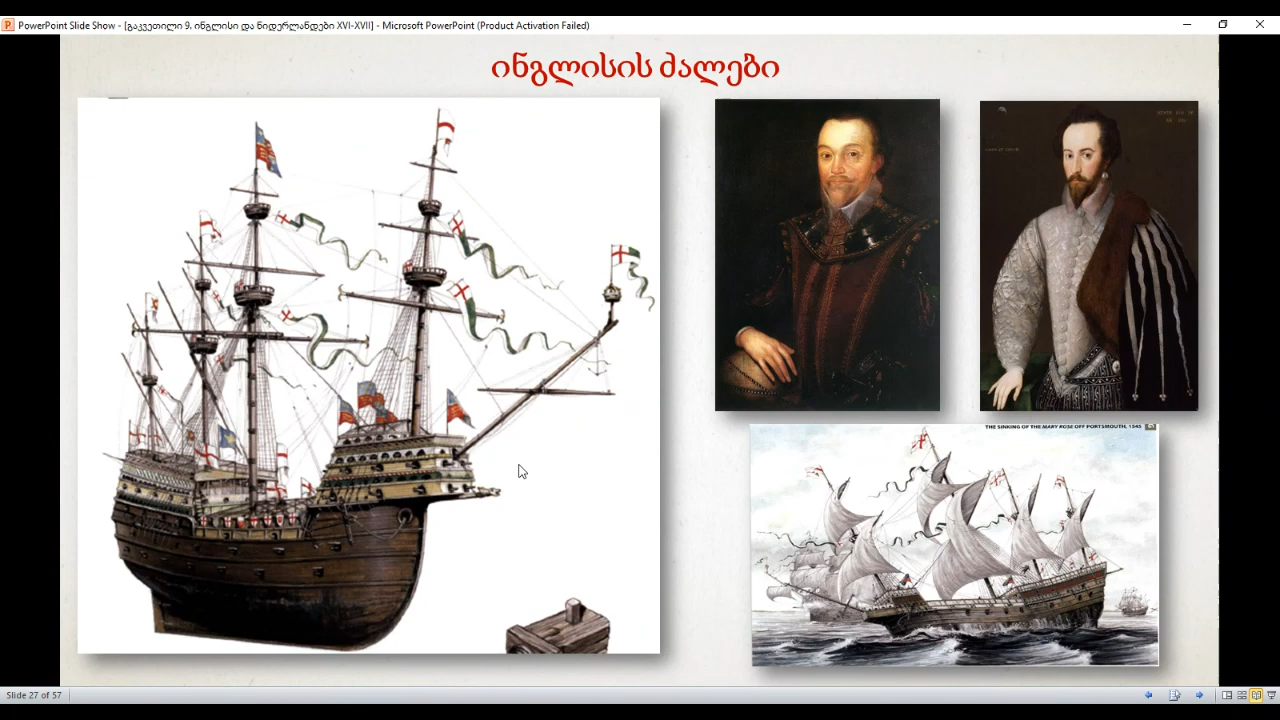 PowerPoint Slide Show - [გაკვეთილი 9. ინგლისი და ნიდერლანდები XVI-XVII] - Microsoft PowerPoint (Product Activation Failed)
ინგლისის ძალები
THE SINKING OF THE MARY ROSE OFF PORTSMOUTH, 1545
Slide 27 of 57